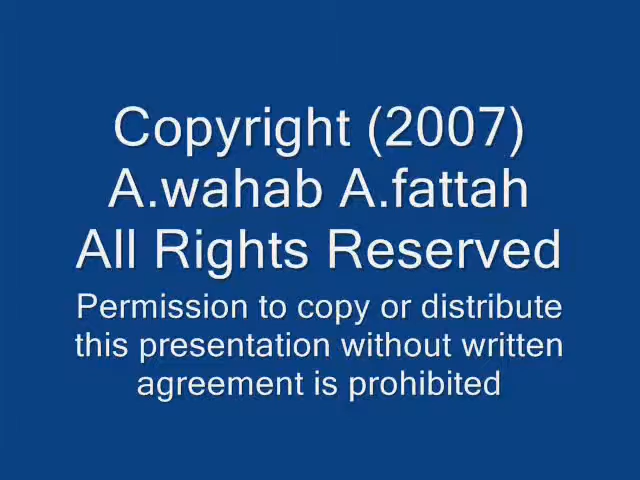 Copyright (2007)
A.wahab A.fattah
All Rights Reserved
Permission to copy or distribute
this presentation without written
agreement is prohibited